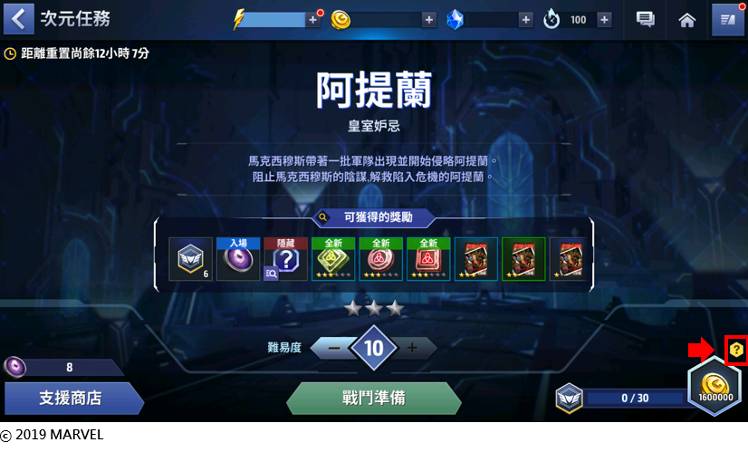 次元任務
100
距離重置尚餘12小時 7分
阿提蘭
皇室妒忌
馬克西穆斯帶著一批軍隊出現並開始侵略阿提蘭。
阻止馬克西穆斯的陰謀,解救陷入危機的阿提蘭。
可獲得的獎勵
入場 隱藏 全新 全新 全新
6
難易度 10
8
支援商店
戰鬥準備
0 / 30
1600000
?
© 2019 MARVEL